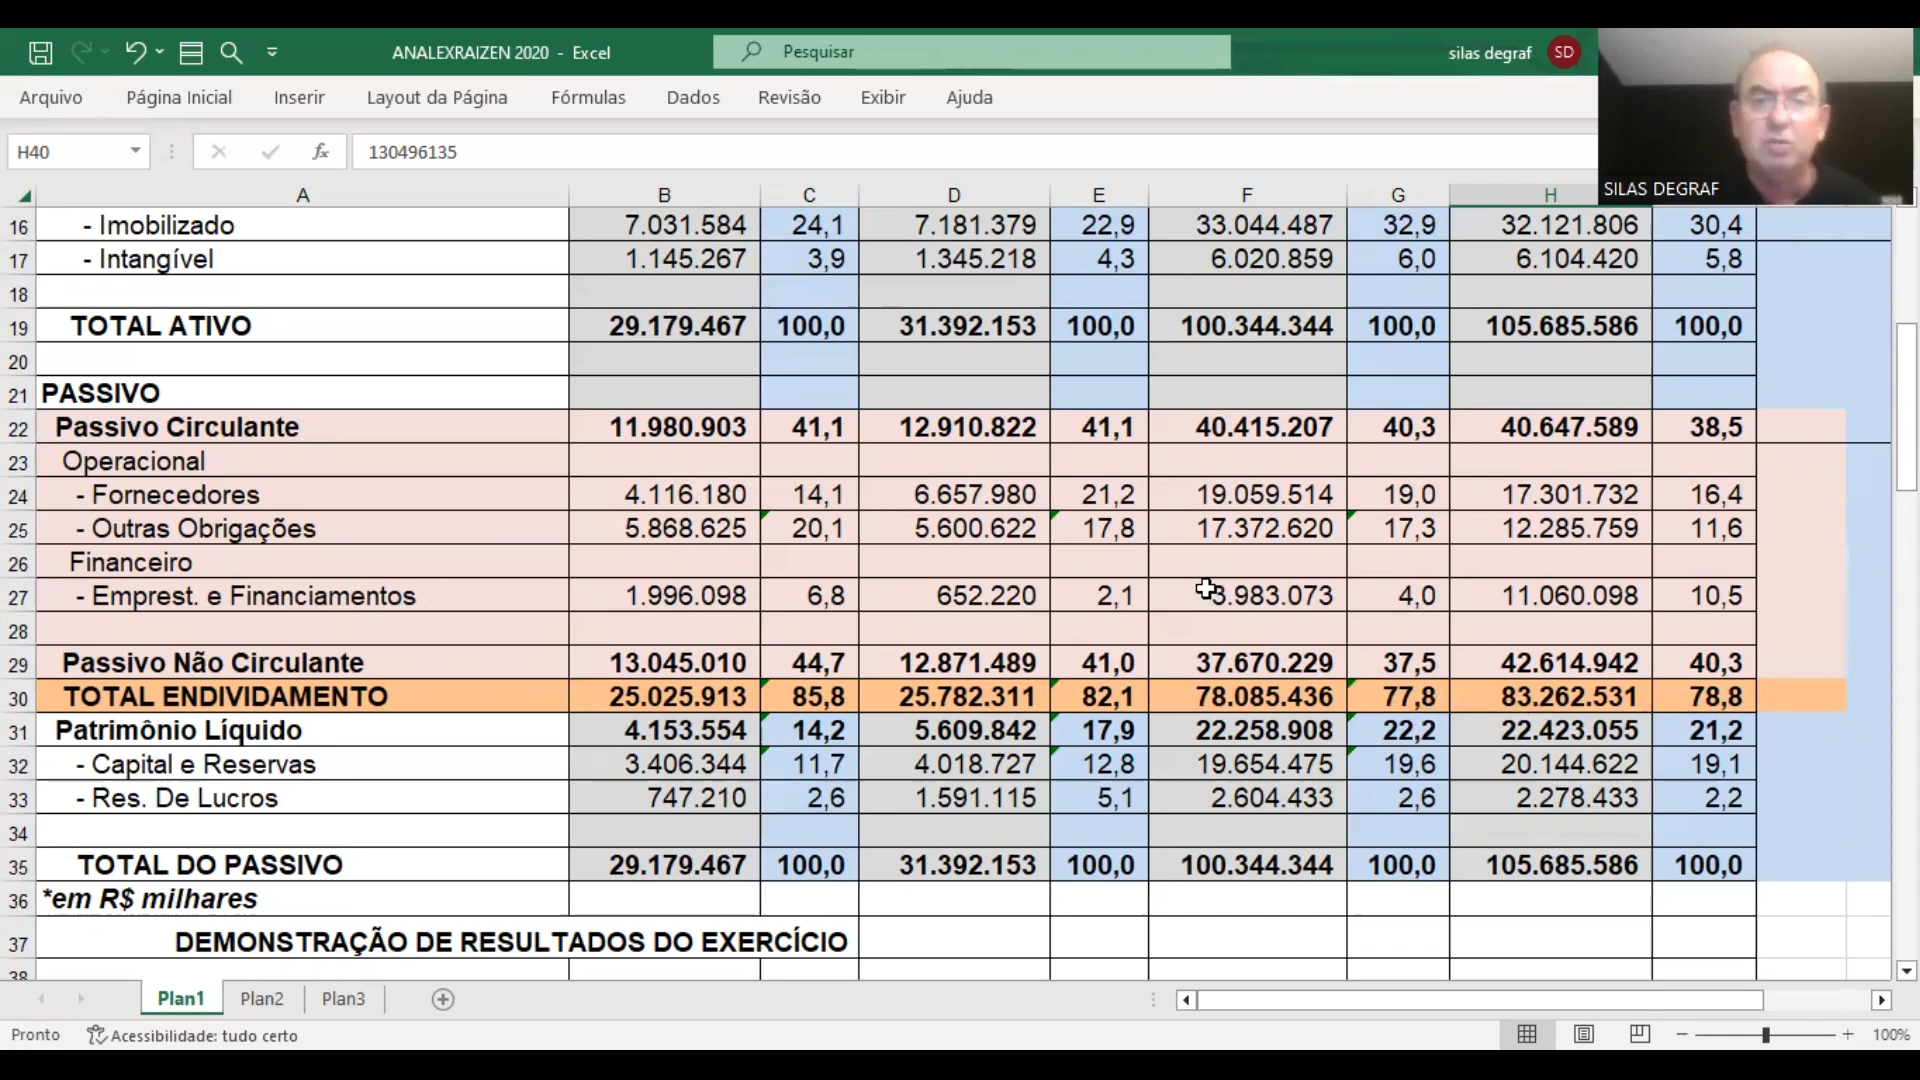 ANALEXRAIZEN 2020 - Excel
Pesquisar
silas degraf
SD
Arquivo Página Inicial Inserir Layout da Página Fórmulas Dados Revisão Exibir Ajuda
H40 fx 130496135
SILAS DEGRAF
A B C D E F G H
16 - Imobilizado 7.031.584 24,1 7.181.379 22,9 33.044.487 32,9 32.121.806 30,4
17 - Intangível 1.145.267 3,9 1.345.218 4,3 6.020.859 6,0 6.104.420 5,8
18
19 TOTAL ATIVO 29.179.467 100,0 31.392.153 100,0 100.344.344 100,0 105.685.586 100,0
20
21 PASSIVO
22 Passivo Circulante 11.980.903 41,1 12.910.822 41,1 40.415.207 40,3 40.647.589 38,5
23 Operacional
24 - Fornecedores 4.116.180 14,1 6.657.980 21,2 19.059.514 19,0 17.301.732 16,4
25 - Outras Obrigações 5.868.625 20,1 5.600.622 17,8 17.372.620 17,3 12.285.759 11,6
26 Financeiro
27 - Emprest. e Financiamentos 1.996.098 6,8 652.220 2,1 3.983.073 4,0 11.060.098 10,5
28
29 Passivo Não Circulante 13.045.010 44,7 12.871.489 41,0 37.670.229 37,5 42.614.942 40,3
30 TOTAL ENDIVIDAMENTO 25.025.913 85,8 25.782.311 82,1 78.085.436 77,8 83.262.531 78,8
31 Patrimônio Líquido 4.153.554 14,2 5.609.842 17,9 22.258.908 22,2 22.423.055 21,2
32 - Capital e Reservas 3.406.344 11,7 4.018.727 12,8 19.654.475 19,6 20.144.622 19,1
33 - Res. De Lucros 747.210 2,6 1.591.115 5,1 2.604.433 2,6 2.278.433 2,2
34
35 TOTAL DO PASSIVO 29.179.467 100,0 31.392.153 100,0 100.344.344 100,0 105.685.586 100,0
36 *em R$ milhares
37 DEMONSTRAÇÃO DE RESULTADOS DO EXERCÍCIO
38
Plan1 Plan2 Plan3
Pronto Acessibilidade: tudo certo 100%